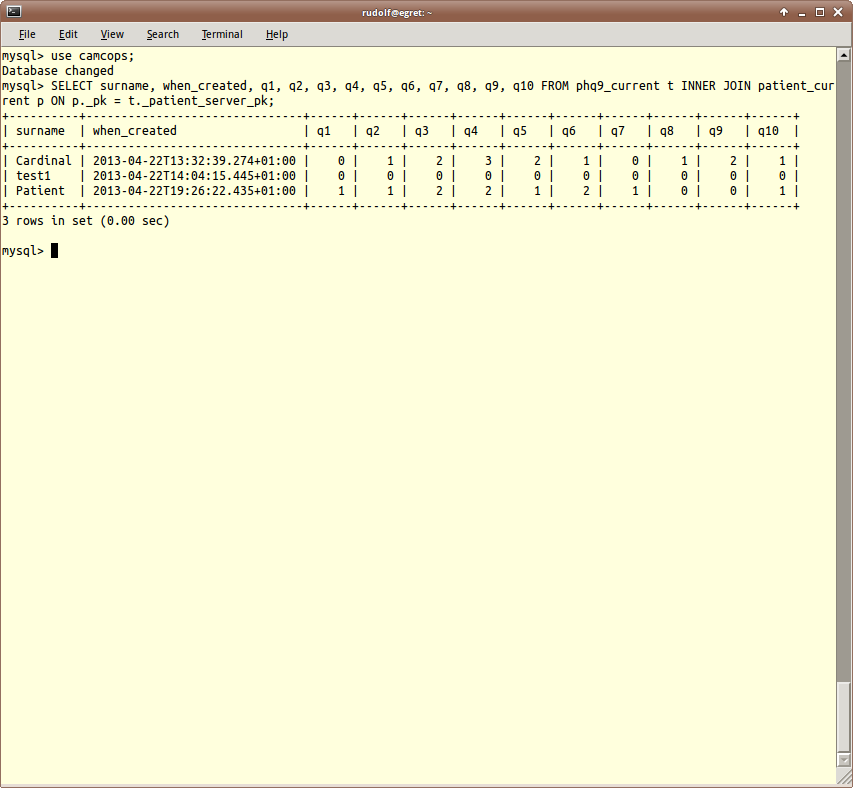 rudolf@egret: ~
File Edit View Search Terminal Help
mysql> use camcops;
Database changed
mysql> SELECT surname, when_created, q1, q2, q3, q4, q5, q6, q7, q8, q9, q10 FROM phq9_current t INNER JOIN patient_cur
rent p ON p._pk = t._patient_server_pk;
+----------+-------------------------------+------+------+------+------+------+------+------+------+------+------+
| surname  | when_created                  | q1   | q2   | q3   | q4   | q5   | q6   | q7   | q8   | q9   | q10  |
+----------+-------------------------------+------+------+------+------+------+------+------+------+------+------+
| Cardinal | 2013-04-22T13:32:39.274+01:00 |    0 |    1 |    2 |    3 |    2 |    1 |    0 |    1 |    2 |    1 |
| test1    | 2013-04-22T14:04:15.445+01:00 |    0 |    0 |    0 |    0 |    0 |    0 |    0 |    0 |    0 |    0 |
| Patient  | 2013-04-22T19:26:22.435+01:00 |    1 |    1 |    2 |    2 |    1 |    2 |    1 |    0 |    0 |    1 |
+----------+-------------------------------+------+------+------+------+------+------+------+------+------+------+
3 rows in set (0.00 sec)
mysql>